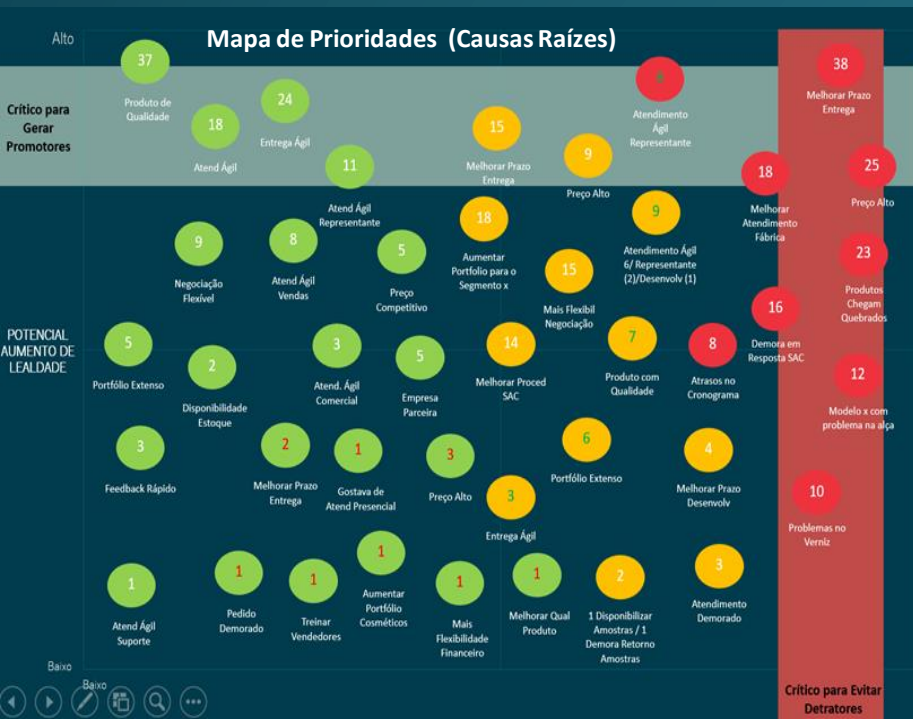 Mapa de Prioridades (Causas Raízes)
Alto
Crítico para
Gerar
Promotores
POTENCIAL
AUMENTO DE
LEALDADE
Baixo
Baixo
Crítico para Evitar
Detratores
37
Produto de
Qualidade
18
Atend Ágil
24
Entrega Ágil
11
Atend Ágil
Representante
15
Melhorar Prazo
Entrega
9
Preço Alto
Atendimento
Ágil
Representante
38
Melhorar Prazo
Entrega
18
Melhorar
Atendimento
Fábrica
25
Preço Alto
9
Negociação
Flexível
8
Atend Ágil
Vendas
5
Preço
Competitivo
18
Aumentar
Portfolio para o
Segmento x
15
Mais Flexibil
Negociação
9
Atendimento Ágil
6/ Representante
(2)/Desenvolv (1)
23
Produtos
Chegam
Quebrados
16
Demora em
Resposta SAC
5
Portfólio Extenso
2
Disponibilidade
Estoque
3
Atend. Ágil
Comercial
5
Empresa
Parceira
14
Melhorar Proced
SAC
7
Produto com
Qualidade
8
Atrasos no
Cronograma
12
Modelo x com
problema na alça
3
Feedback Rápido
2
Melhorar Prazo
Entrega
1
Gostava de
Atend Presencial
3
Preço Alto
3
Entrega Ágil
6
Portfólio Extenso
4
Melhorar Prazo
Desenvolv
10
Problemas no
Verniz
1
Atend Ágil
Suporte
1
Pedido
Demorado
1
Treinar
Vendedores
1
Aumentar
Portfólio
Cosméticos
1
Mais
Flexibilidade
Financeiro
1
Melhorar Qual
Produto
2
1 Disponibilizar
Amostras / 1
Demora Retorno
Amostras
3
Atendimento
Demorado